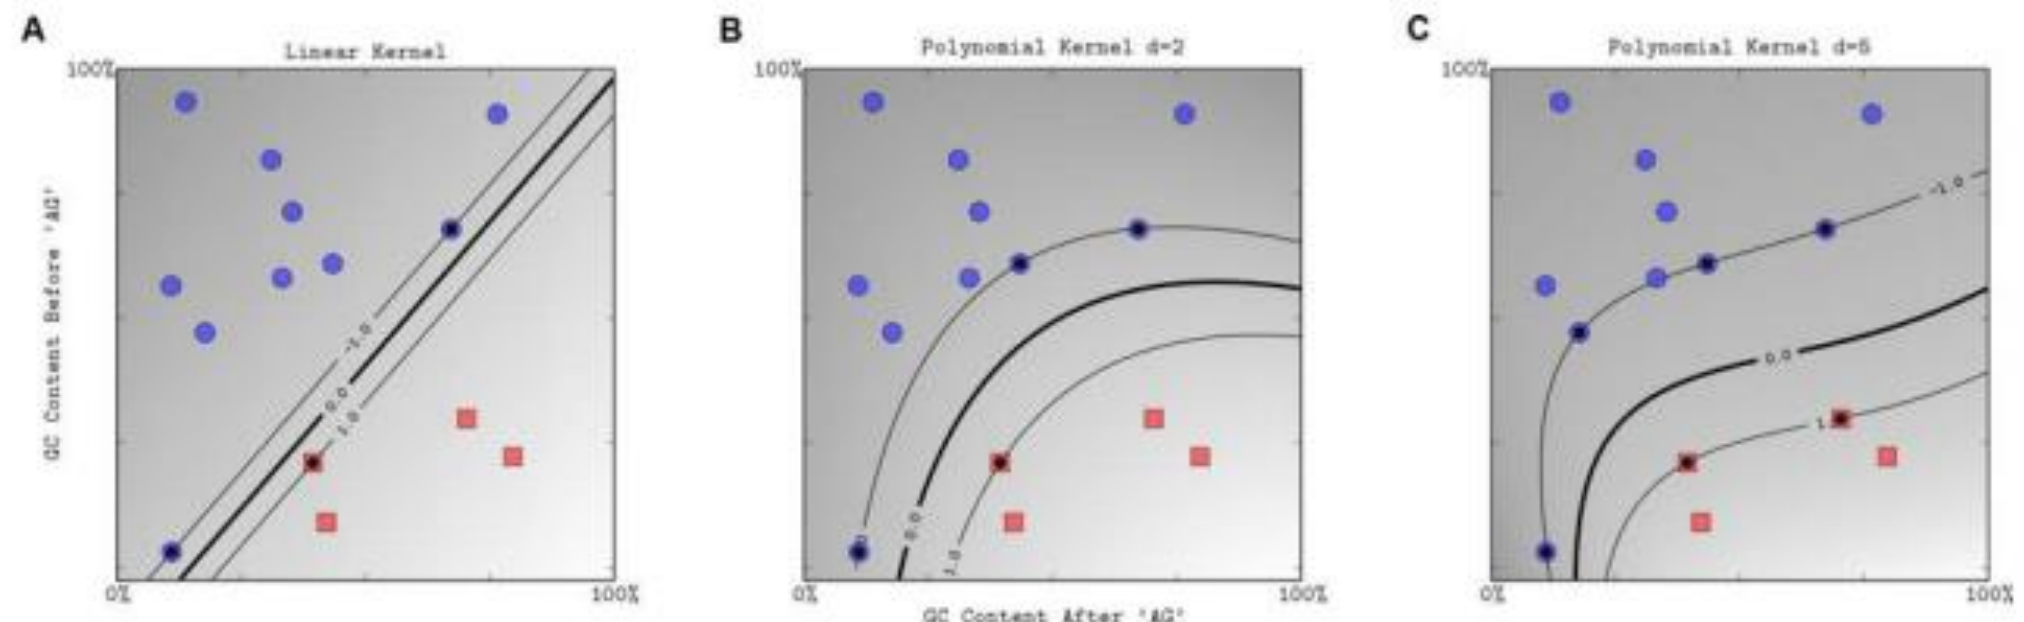 A
Linear Kernel
100%
GC Content Before 'AG'
-1.0
0.0
1.0
0%
100%
B
Polynomial Kernel d=2
100%
0.0
1.0
0%
100%
GC Content After 'AG'
C
Polynomial Kernel d=5
100%
-1.0
0.0
1
0%
100%